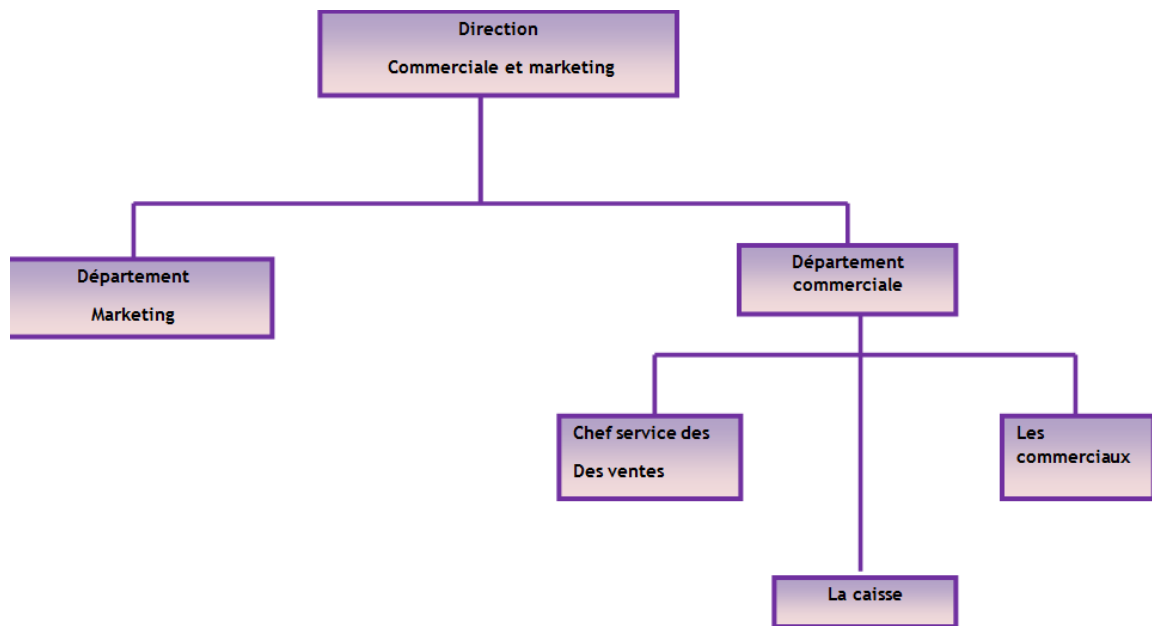 Direction
Commerciale et marketing
Département
Marketing
Département
commerciale
Chef service des
Des ventes
Les
commerciaux
La caisse